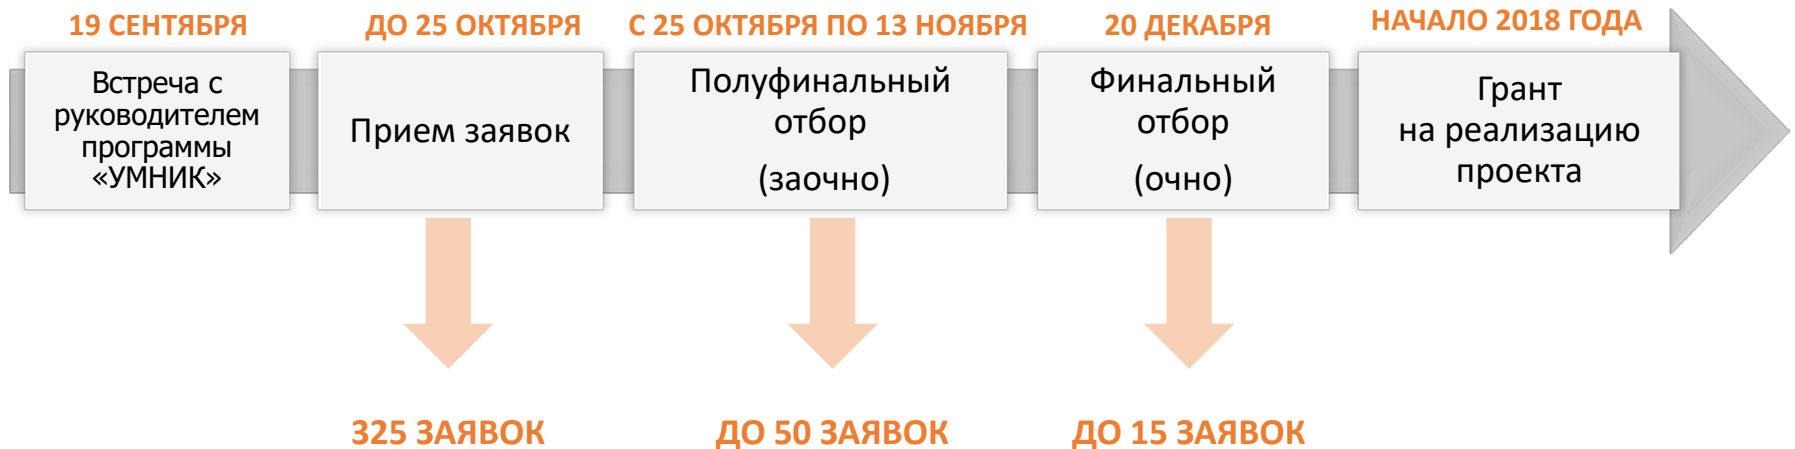 19 СЕНТЯБРЯ
ДО 25 ОКТЯБРЯ
С 25 ОКТЯБРЯ ПО 13 НОЯБРЯ
20 ДЕКАБРЯ
НАЧАЛО 2018 ГОДА
Встреча с
руководителем
программы
«УМНИК»
Прием заявок
Полуфинальный
отбор
(заочно)
Финальный
отбор
(очно)
Грант
на реализацию
проекта
325 ЗАЯВОК
ДО 50 ЗАЯВОК
ДО 15 ЗАЯВОК